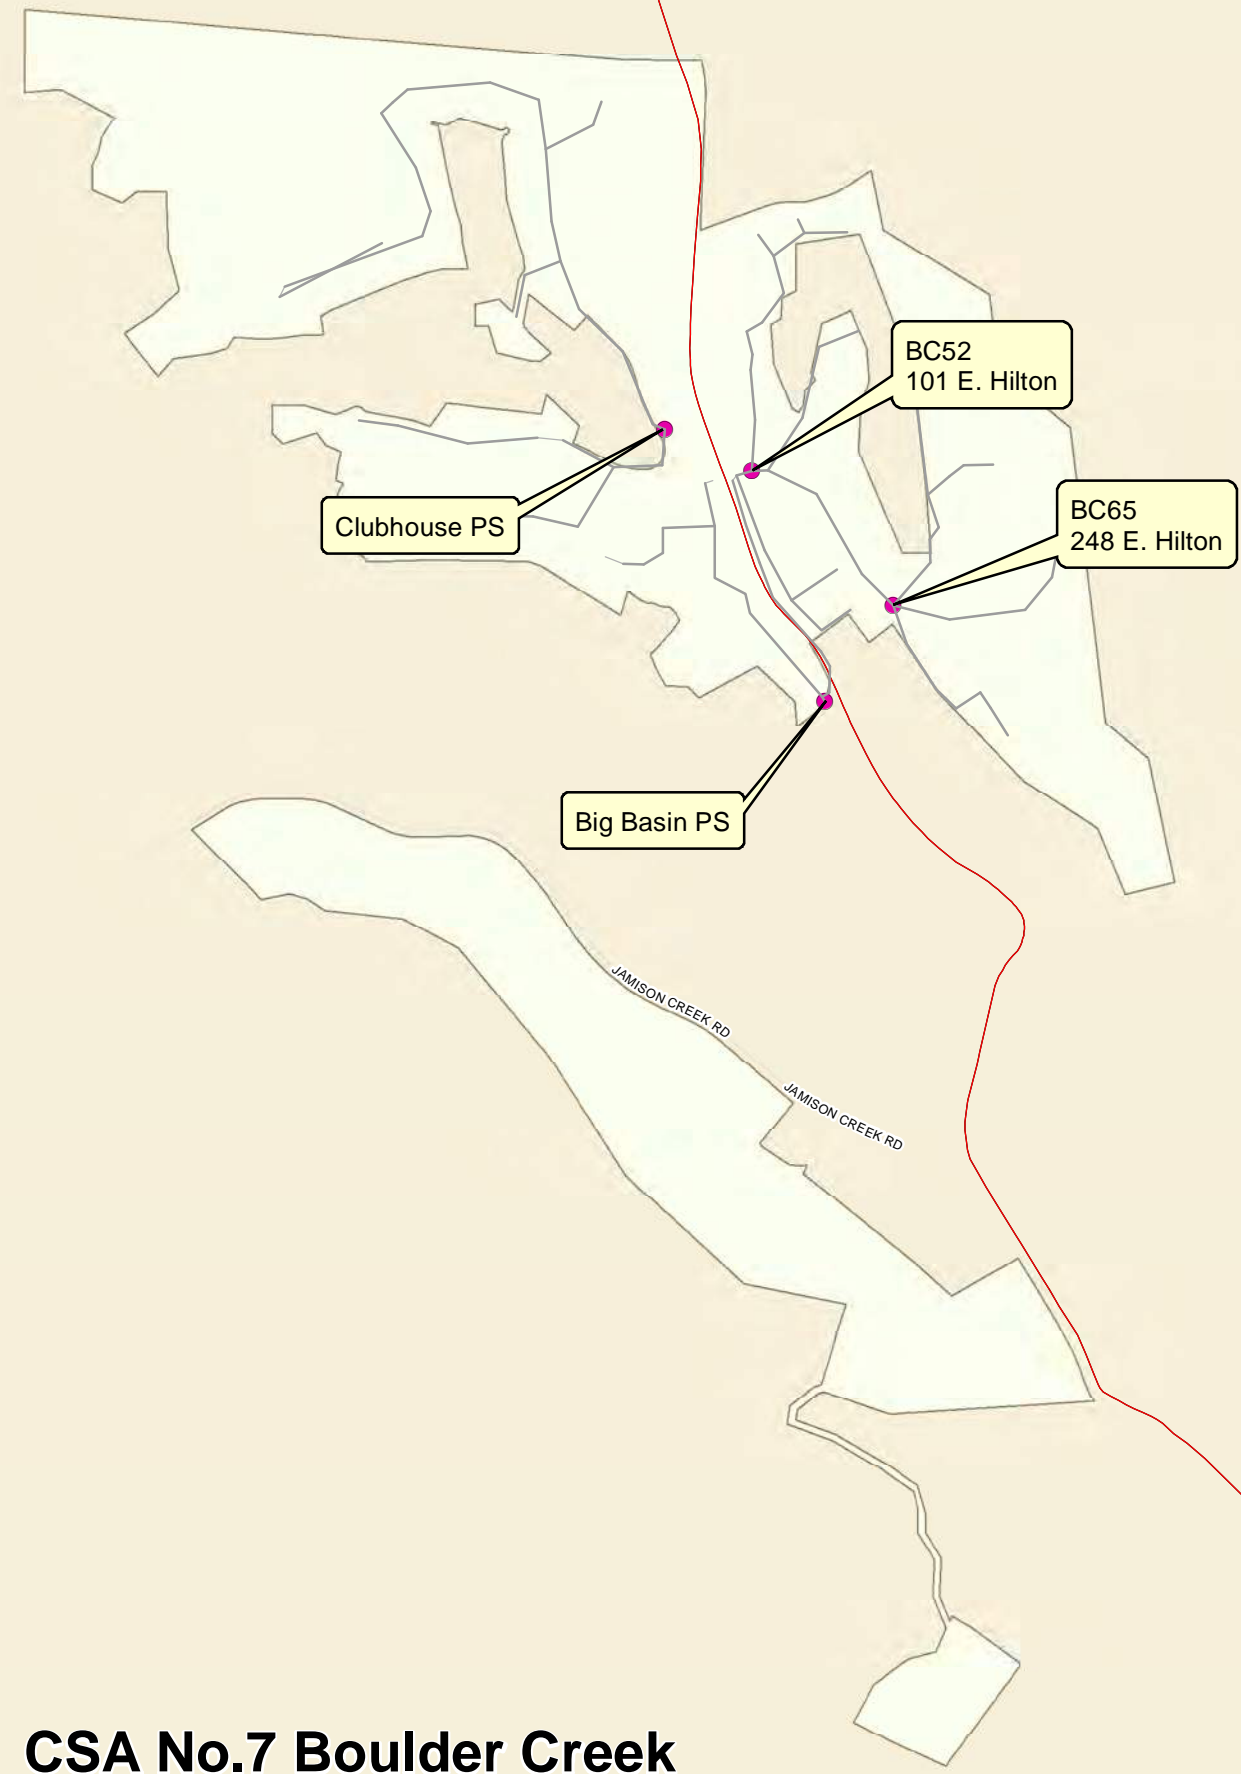 BC52
101 E. Hilton
BC65
248 E. Hilton
Clubhouse PS
Big Basin PS
JAMISON CREEK RD
JAMISON CREEK RD
CSA No.7 Boulder Creek